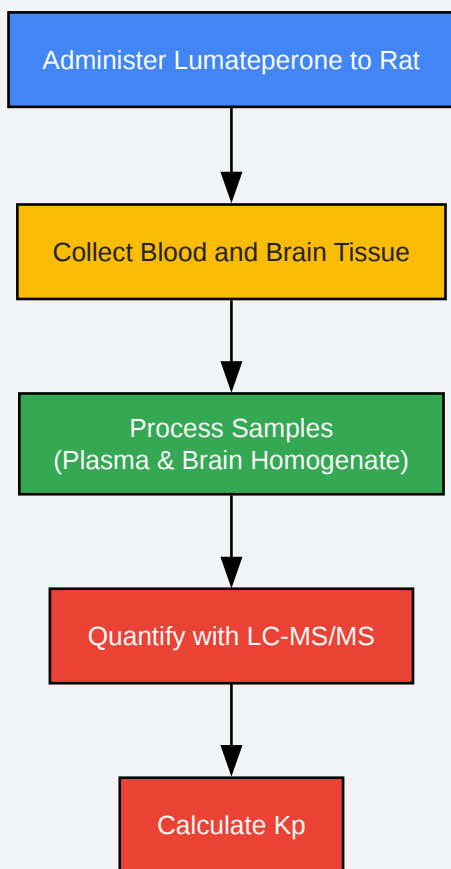 Administer Lumateperone to Rat
Collect Blood and Brain Tissue
Process Samples
(Plasma & Brain Homogenate)
Quantify with LC-MS/MS
Calculate Kp